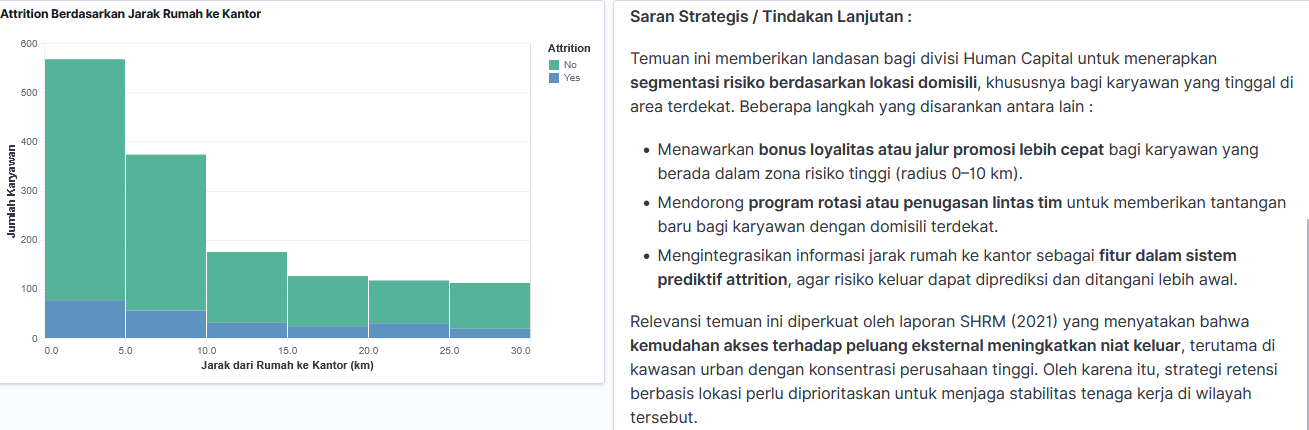 Attrition Berdasarkan Jarak Rumah ke Kantor
600
500
400
300
200
100
0
Jumlah Karyawan
0.0 5.0 10.0 15.0 20.0 25.0 30.0
Jarak dari Rumah ke Kantor (km)
Attrition
No
Yes
Saran Strategis / Tindakan Lanjutan :
Temuan ini memberikan landasan bagi divisi Human Capital untuk menerapkan
segmentasi risiko berdasarkan lokasi domisili, khususnya bagi karyawan yang tinggal di
area terdekat. Beberapa langkah yang disarankan antara lain :
• Menawarkan bonus loyalitas atau jalur promosi lebih cepat bagi karyawan yang
berada dalam zona risiko tinggi (radius 0–10 km).
• Mendorong program rotasi atau penugasan lintas tim untuk memberikan tantangan
baru bagi karyawan dengan domisili terdekat.
• Mengintegrasikan informasi jarak rumah ke kantor sebagai fitur dalam sistem
prediktif attrition, agar risiko keluar dapat diprediksi dan ditangani lebih awal.
Relevansi temuan ini diperkuat oleh laporan SHRM (2021) yang menyatakan bahwa
kemudahan akses terhadap peluang eksternal meningkatkan niat keluar, terutama di
kawasan urban dengan konsentrasi perusahaan tinggi. Oleh karena itu, strategi retensi
berbasis lokasi perlu diprioritaskan untuk menjaga stabilitas tenaga kerja di wilayah
tersebut.